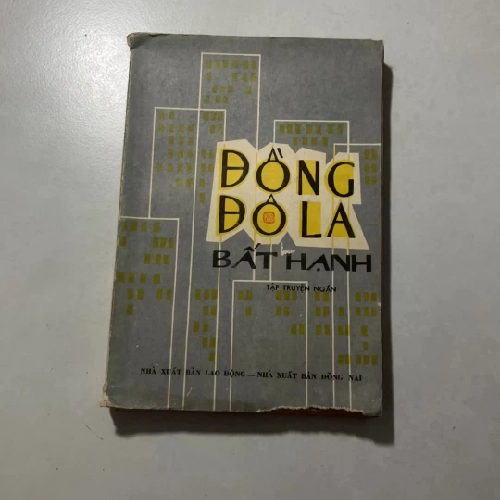 ĐỒNG
ĐÔ LA
BẤT HẠNH
TẬP TRUYỆN NGẮN
NHÀ XUẤT BẢN LAO ĐỘNG — NHÀ XUẤT BẢN ĐỒNG NAI